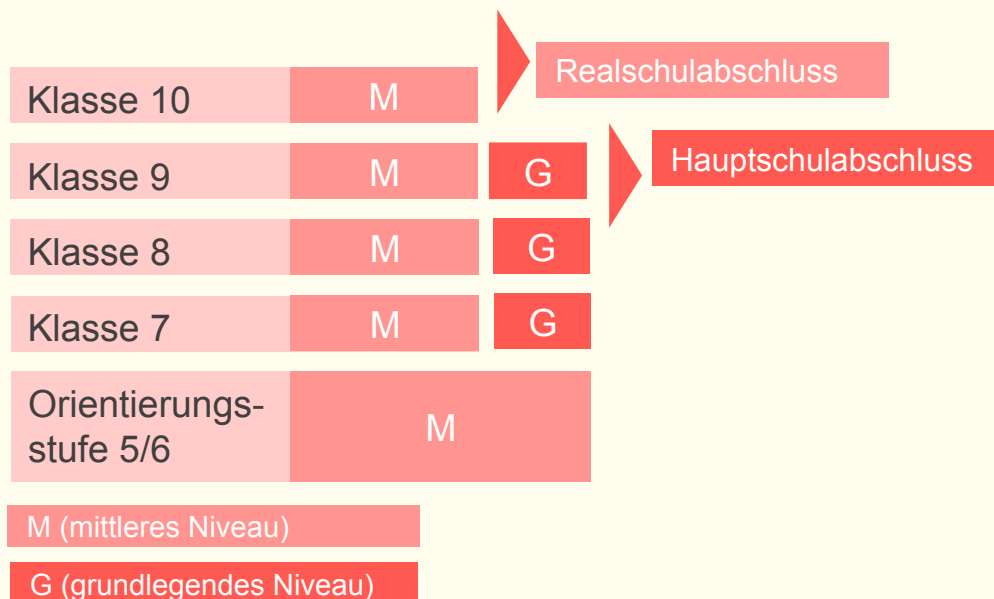 Realschulabschluss
Klasse 10 M
Hauptschulabschluss
Klasse 9 M G
Klasse 8 M G
Klasse 7 M G
Orientierungs-
stufe 5/6
M
M (mittleres Niveau)
G (grundlegendes Niveau)